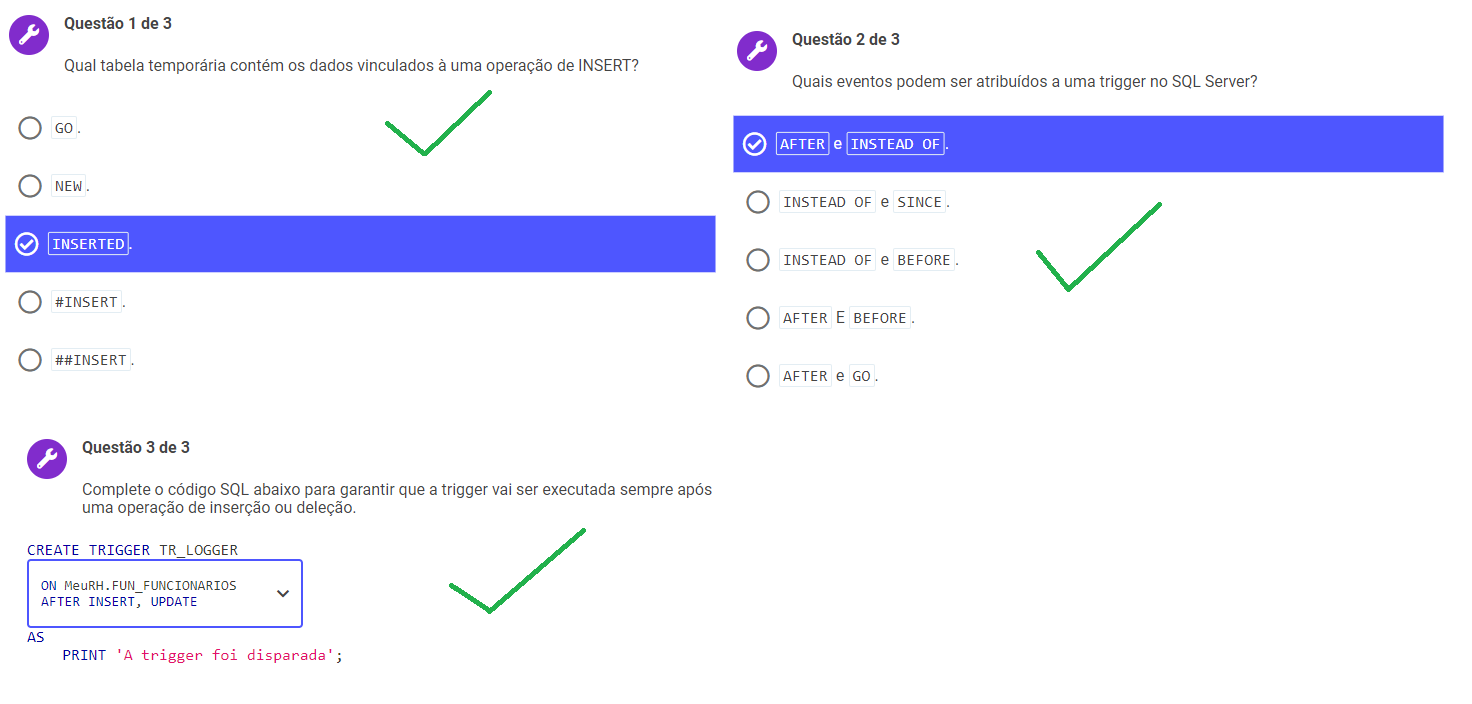 Questão 1 de 3
Qual tabela temporária contém os dados vinculados à uma operação de INSERT?
GO.
NEW.
INSERTED.
#INSERT.
##INSERT.
Questão 2 de 3
Quais eventos podem ser atribuídos a uma trigger no SQL Server?
AFTER e INSTEAD OF.
INSTEAD OF e SINCE.
INSTEAD OF e BEFORE.
AFTER E BEFORE.
AFTER e GO.
Questão 3 de 3
Complete o código SQL abaixo para garantir que a trigger vai ser executada sempre após
uma operação de inserção ou deleção.
CREATE TRIGGER TR_LOGGER
ON MeuRH.FUN_FUNCIONARIOS
AFTER INSERT, UPDATE
AS
PRINT 'A trigger foi disparada';